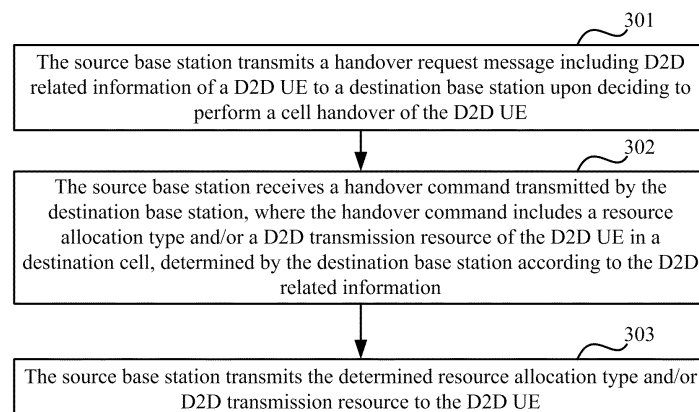 301
The source base station transmits a handover request message including D2D
related information of a D2D UE to a destination base station upon deciding to
perform a cell handover of the D2D UE
302
The source base station receives a handover command transmitted by the
destination base station, where the handover command includes a resource
allocation type and/or a D2D transmission resource of the D2D UE in a
destination cell, determined by the destination base station according to the D2D
related information
303
The source base station transmits the determined resource allocation type and/or
D2D transmission resource to the D2D UE